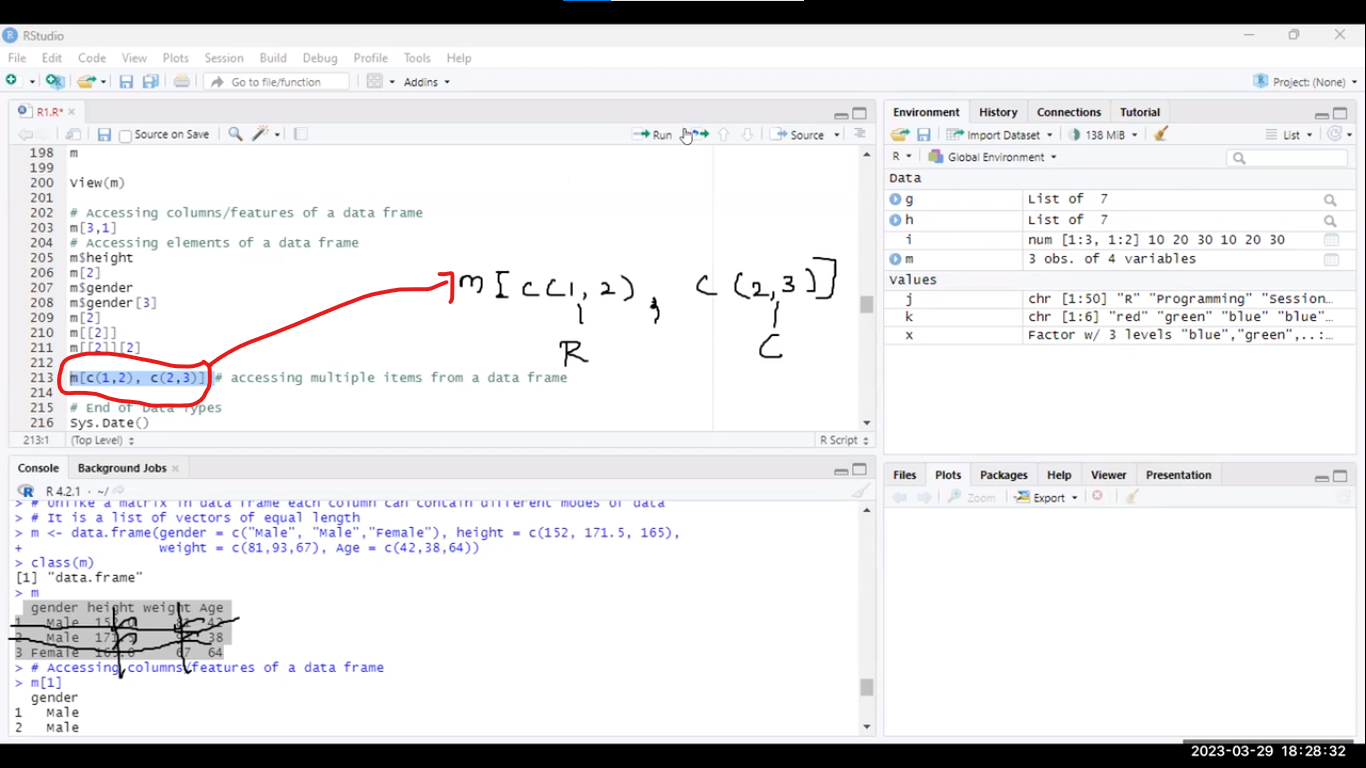 RStudio
File Edit Code View Plots Session Build Debug Profile Tools Help
Go to file/function Addins Project: (None)
R1.R*
Source on Save Run Source
198 m
199
200 View(m)
201
202 # Accessing columns/features of a data frame
203 m[3,1]
204 # Accessing elements of a data frame
205 m$height
206 m[2]
207 m$gender
208 m$gender[3]
209 m[2]
210 m[[2]]
211 m[[2]][2]
212
213 m[c(1,2), c(2,3)] # accessing multiple items from a data frame
214
215 # End of Data Types
216 Sys.Date()
m[c(1,2), c(2,3)]
R C
213:1 (Top Level) R Script
Console Background Jobs
R 4.2.1 · ~/
> # Unlike a matrix in data frame each column can contain different modes of data
> # It is a list of vectors of equal length
> m <- data.frame(gender = c("Male", "Male","Female"), height = c(152, 171.5, 165),
+ weight = c(81,93,67), Age = c(42,38,64))
> class(m)
[1] "data.frame"
> m
gender height weight Age
1 Male 42
2 Male 38
3 Female 67 64
> # Accessing columns/features of a data frame
> m[1]
gender
1 Male
2 Male
Environment History Connections Tutorial
Import Dataset 138 MiB List
R Global Environment
Data
g List of 7
h List of 7
i num [1:3, 1:2] 10 20 30 10 20 30
m 3 obs. of 4 variables
Values
j chr [1:50] "R" "Programming" "Session…
k chr [1:6] "red" "green" "blue" "blue"…
x Factor w/ 3 levels "blue","green",..:…
Files Plots Packages Help Viewer Presentation
Zoom Export
2023-03-29 18:28:32